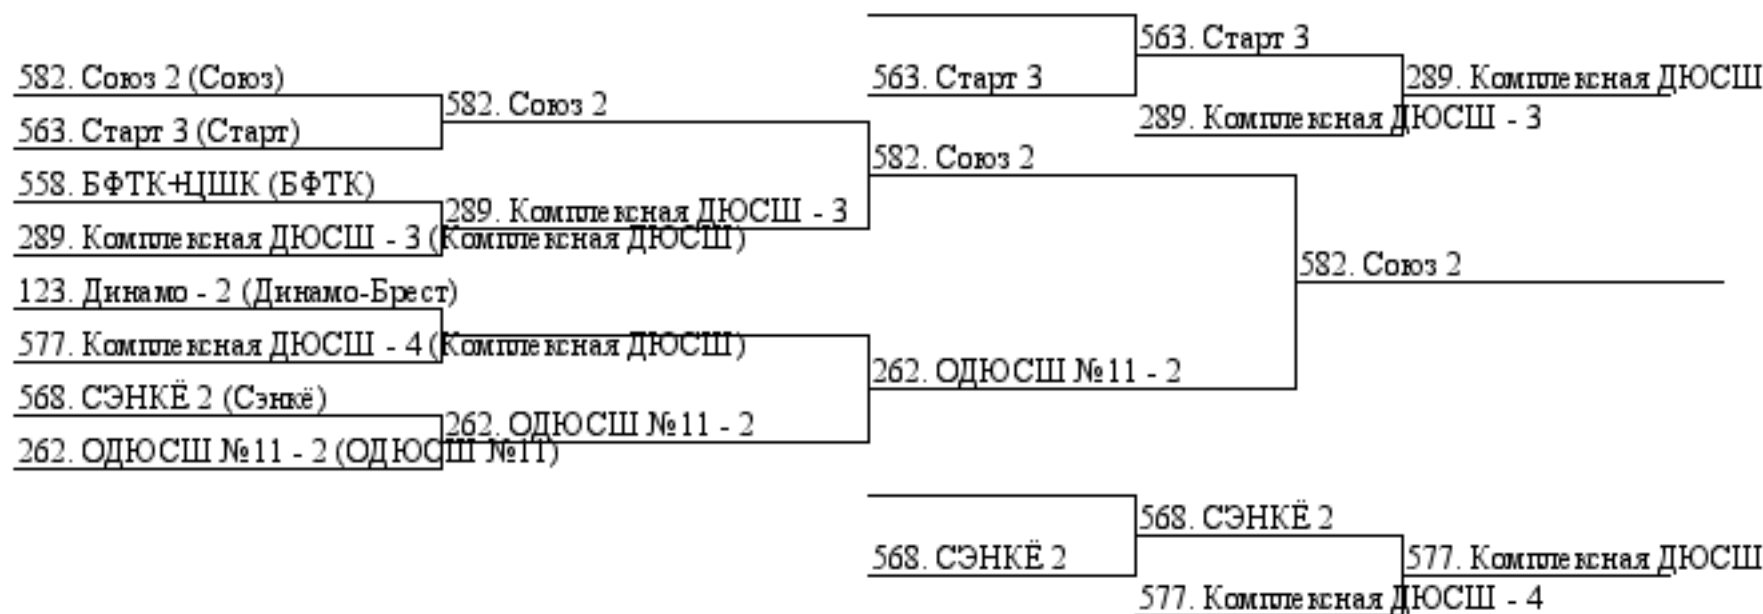 563. Старт 3
582. Союз 2 (Союз)
563. Старт 3
289. Комплексная ДЮСШ
582. Союз 2
289. Комплексная ДЮСШ - 3
563. Старт 3 (Старт)
582. Союз 2
558. БФТК+ЦШК (БФТК)
289. Комплексная ДЮСШ - 3
289. Комплексная ДЮСШ - 3 (Комплексная ДЮСШ)
582. Союз 2
123. Динамо - 2 (Динамо-Брест)
577. Комплексная ДЮСШ - 4 (Комплексная ДЮСШ)
262. ОДЮСШ №11 - 2
568. СЭНКЁ 2 (Сэнкё)
262. ОДЮСШ №11 - 2
262. ОДЮСШ №11 - 2 (ОДЮСШ №11)
568. СЭНКЁ 2
568. СЭНКЁ 2
577. Комплексная ДЮСШ
577. Комплексная ДЮСШ - 4